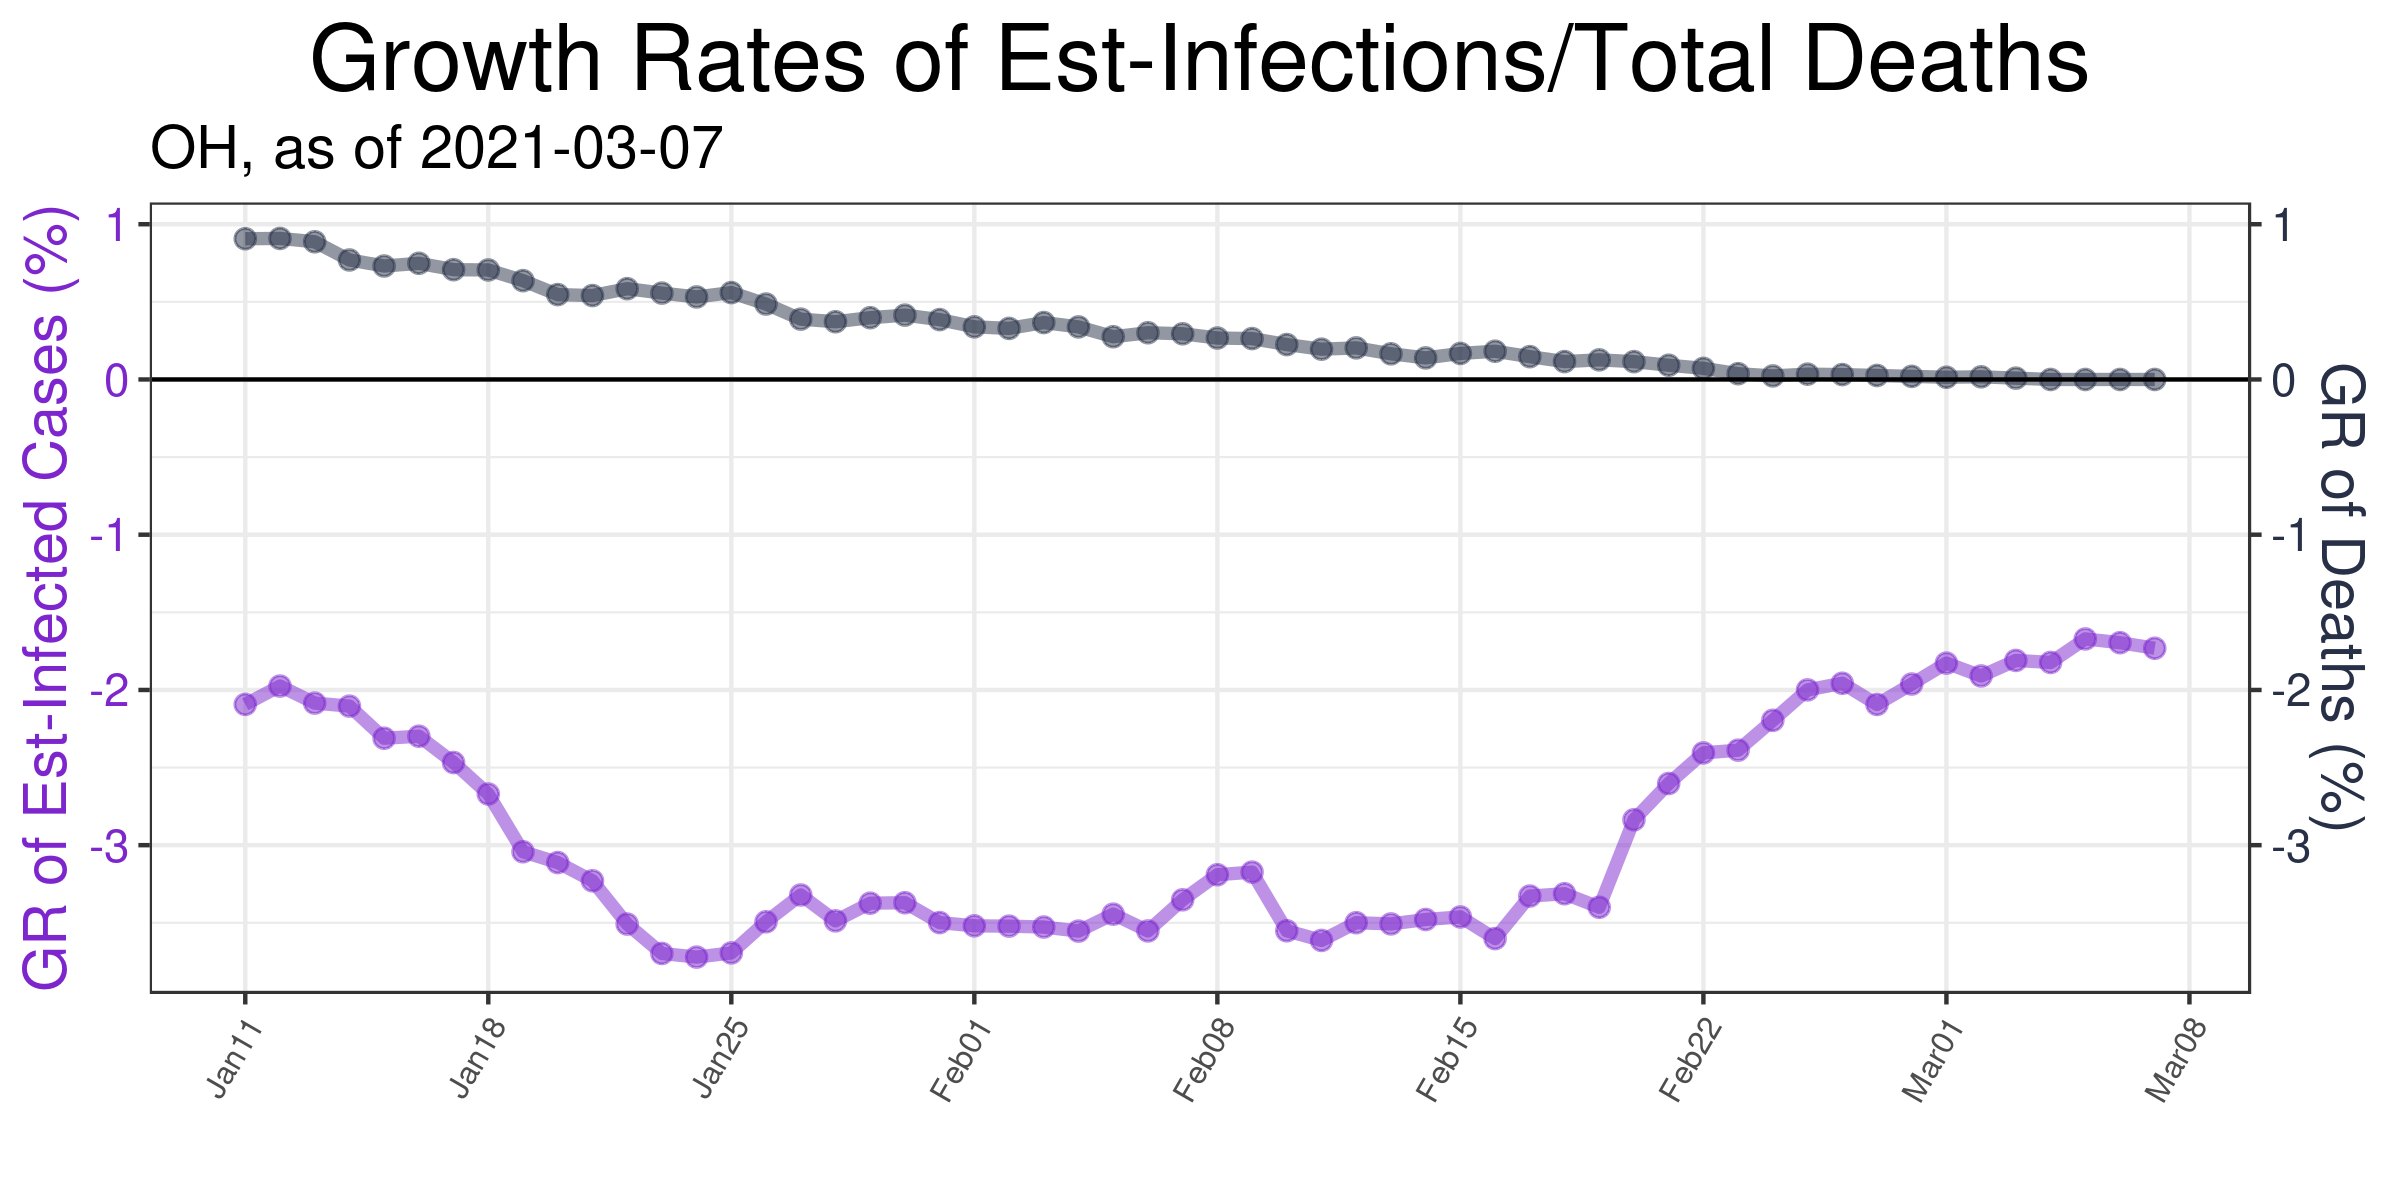 Growth Rates of Est-Infections/Total Deaths
OH, as of 2021-03-07
GR of Est-Infected Cases (%)
1
0
-1
-2
-3
1
0
-1
-2
-3
GR of Deaths (%)
Jan11
Jan18
Jan25
Feb01
Feb08
Feb15
Feb22
Mar01
Mar08